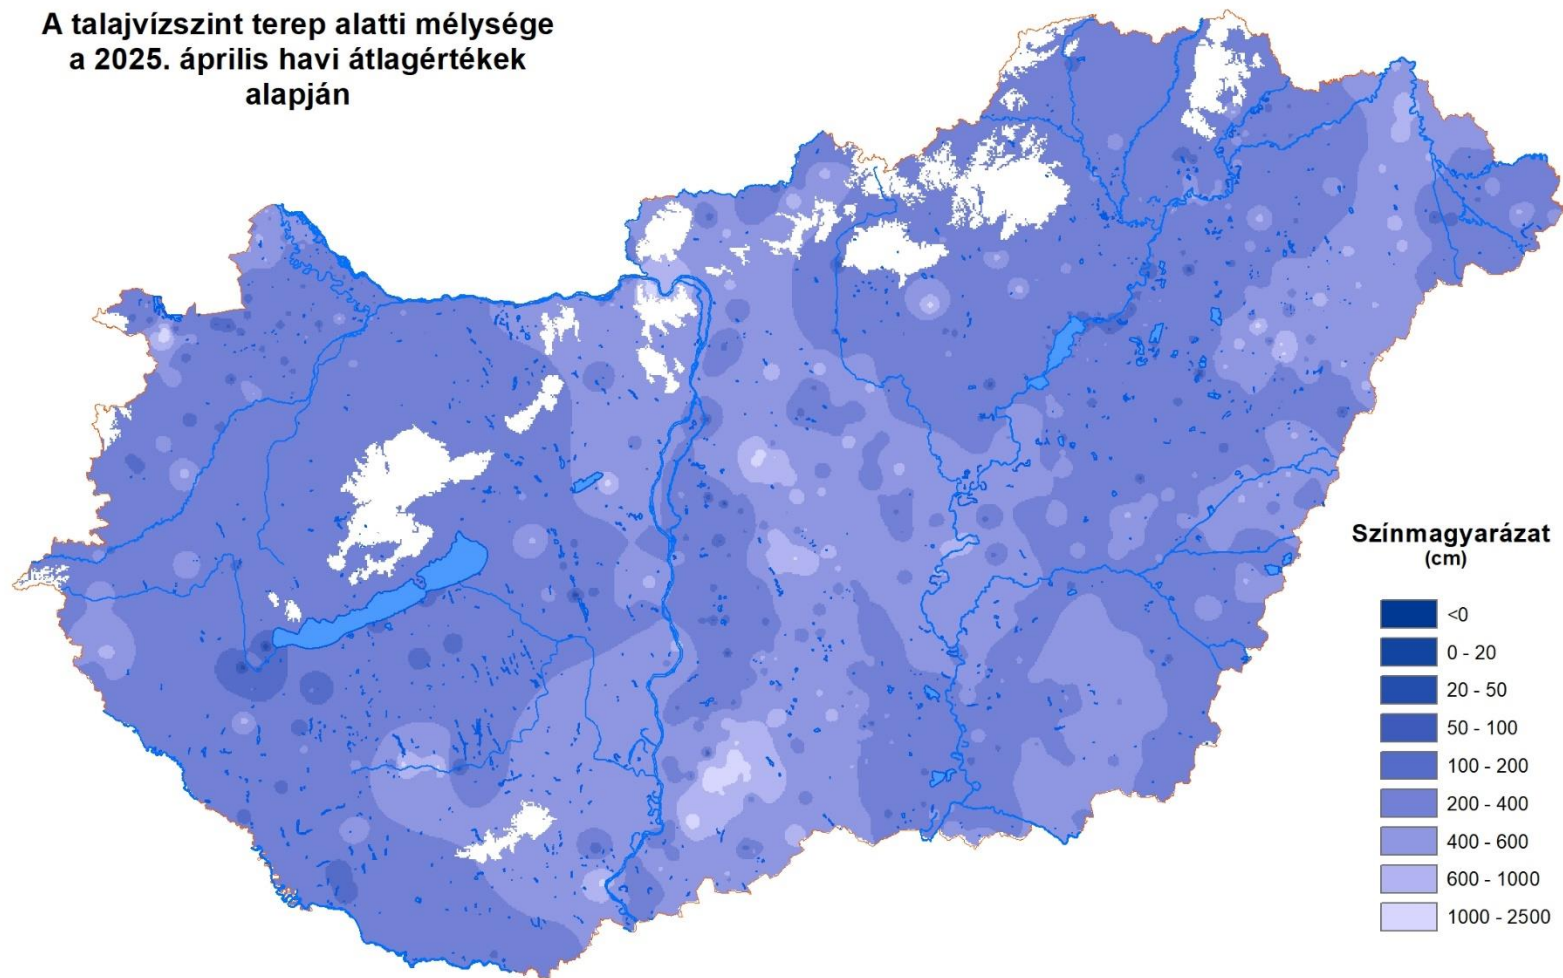 A talajvízszint terep alatti mélysége
a 2025. április havi átlagértékek
alapján
Színmagyarázat
(cm)
<0
0 - 20
20 - 50
50 - 100
100 - 200
200 - 400
400 - 600
600 - 1000
1000 - 2500